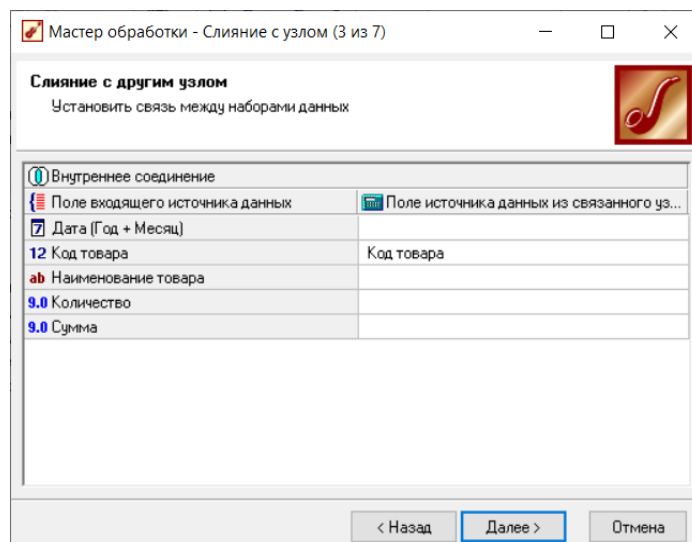 Мастер обработки - Слияние с узлом (3 из 7)
Слияние с другим узлом
Установить связь между наборами данных
Внутреннее соединение
Поле входящего источника данных Поле источника данных из связанного уз...
7 Дата (Год + Месяц)
12 Код товара Код товара
ab Наименование товара
9.0 Количество
9.0 Сумма
< Назад Далее > Отмена